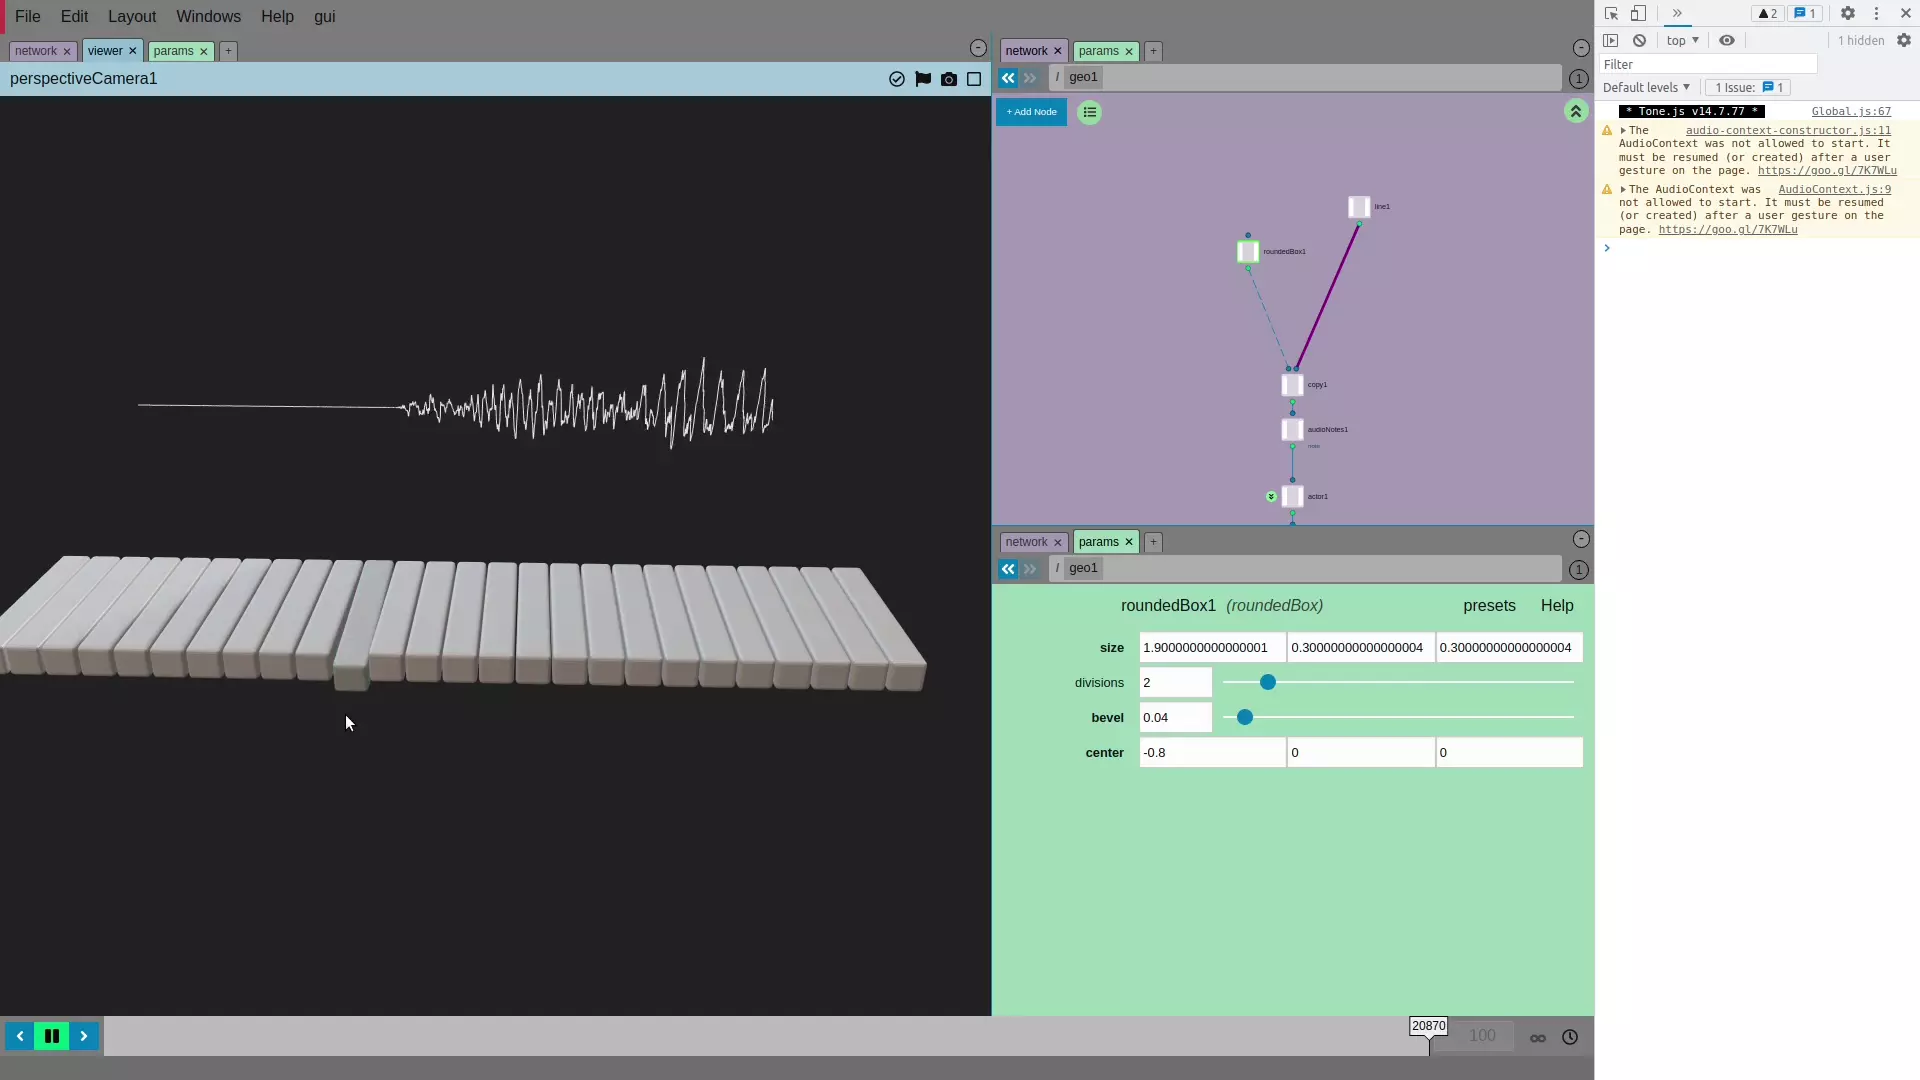 File Edit Layout Windows Help gui
network × viewer × params × +
perspectiveCamera1
network × params × +
/ geo1
1
+ Add Node
line1
roundedBox1
copy1
audioNotes1
actor1
network × params × +
/ geo1
1
roundedBox1 (roundedBox) presets Help
size 1.9000000000000001 0.30000000000000004 0.30000000000000004
divisions 2
bevel 0.04
center -0.8 0 0
20870
100
2 1
top 1 hidden
Filter
Default levels 1 Issue: 1
* Tone.js v14.7.77 * Global.js:67
The audio-context-constructor.js:11
AudioContext was not allowed to start. It
must be resumed (or created) after a user
gesture on the page. https://goo.gl/7K7WLu
The AudioContext was AudioContext.js:9
not allowed to start. It must be resumed
(or created) after a user gesture on the
page. https://goo.gl/7K7WLu